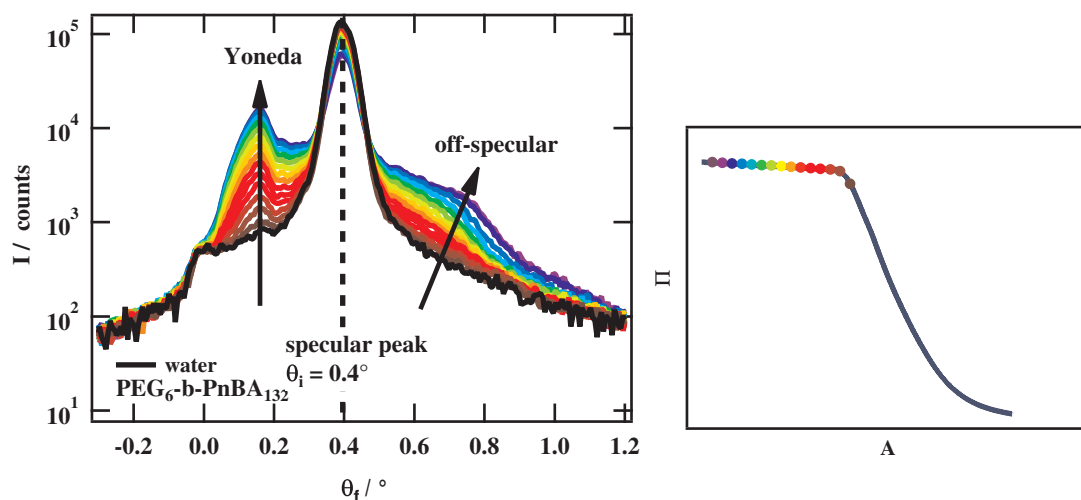 10⁵
Yoneda
10⁴
off-specular
I / counts
10³
10²
specular peak
water
θᵢ = 0.4°
PEG₆-b-PnBA₁₃₂
10¹
-0.2 0.0 0.2 0.4 0.6 0.8 1.0 1.2
θ_f / °
Π
A